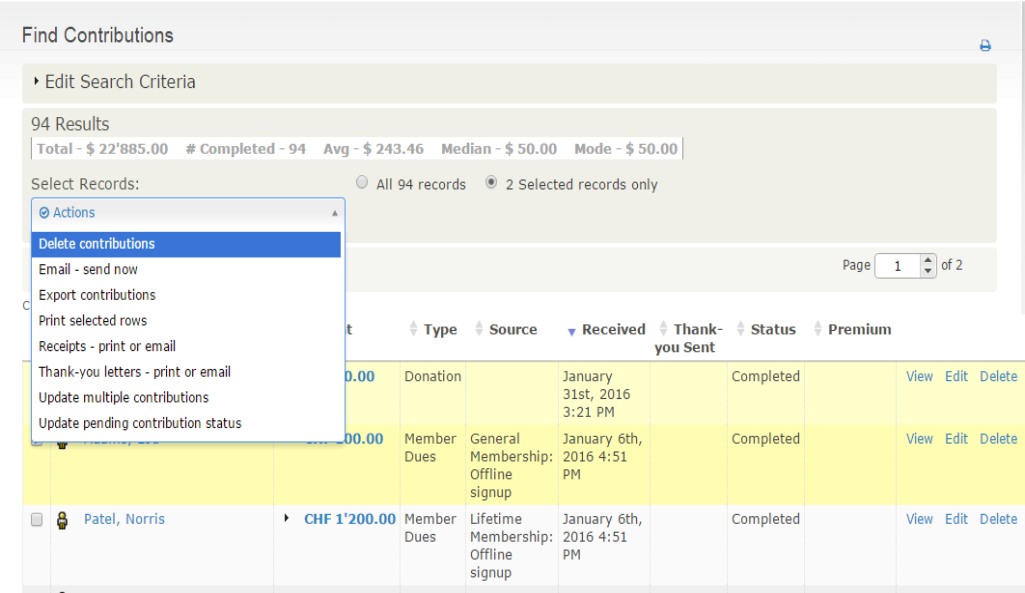 Find Contributions
Edit Search Criteria
94 Results
Total - $ 22'885.00 # Completed - 94 Avg - $ 243.46 Median - $ 50.00 Mode - $ 50.00
Select Records: All 94 records 2 Selected records only
Actions
Delete contributions
Email - send now
Export contributions
Print selected rows
Receipts - print or email
Thank-you letters - print or email
Update multiple contributions
Update pending contribution status
Page 1 of 2
Type Source Received Thank- Status Premium
you Sent
0.00 Donation January Completed View Edit Delete
31st, 2016
3:21 PM
00.00 Member General January 6th, Completed View Edit Delete
Dues Membership: 2016 4:51
Offline PM
signup
Patel, Norris CHF 1'200.00 Member Lifetime January 6th, Completed View Edit Delete
Dues Membership: 2016 4:51
Offline PM
signup